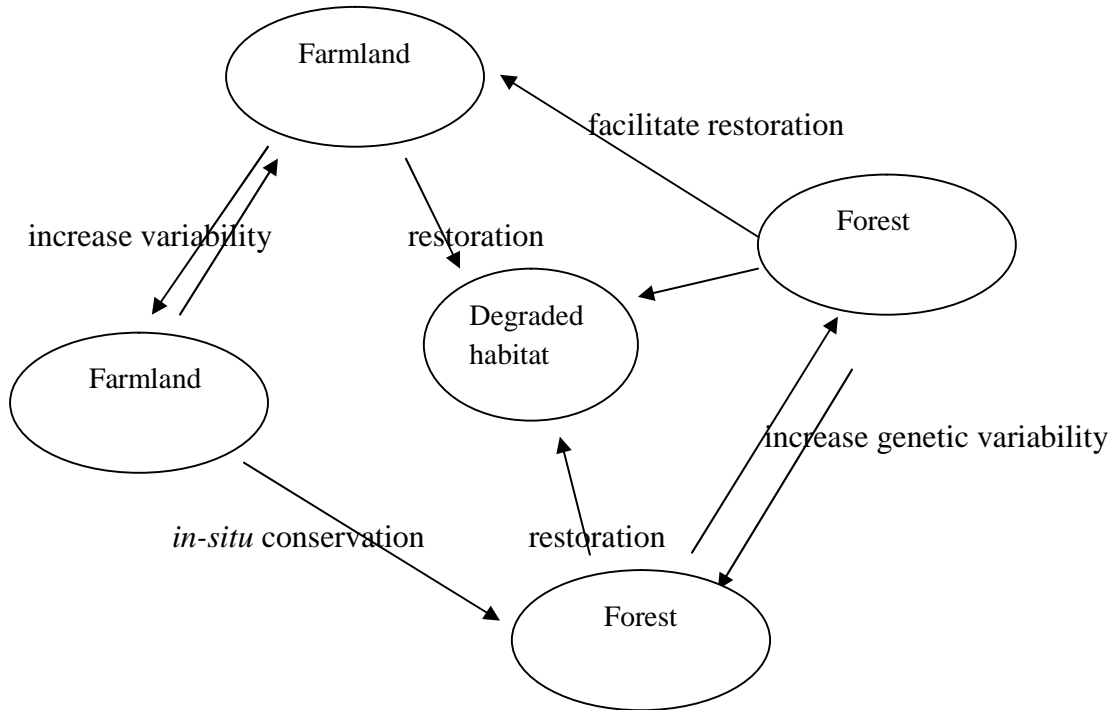 Farmland
facilitate restoration
Forest
increase variability
restoration
Degraded
habitat
Farmland
increase genetic variability
in-situ conservation
restoration
Forest